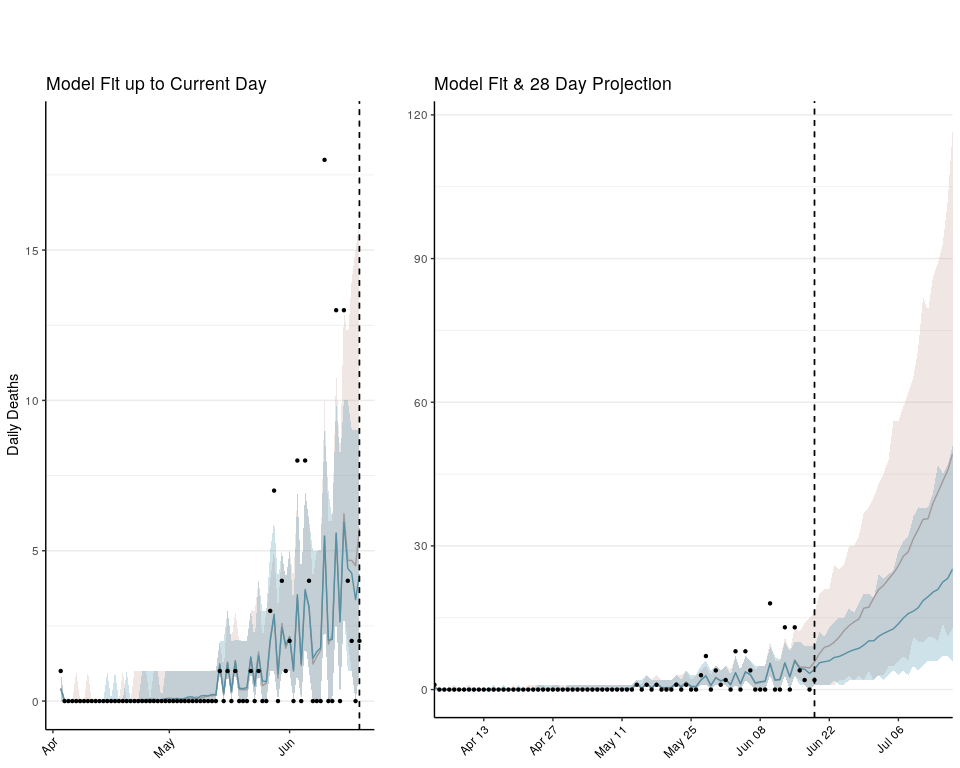 Model Fit up to Current Day
Model Fit & 28 Day Projection
Daily Deaths
15
10
5
0
Apr
May
Jun
120
90
60
30
0
Apr 13
Apr 27
May 11
May 25
Jun 08
Jun 22
Jul 06